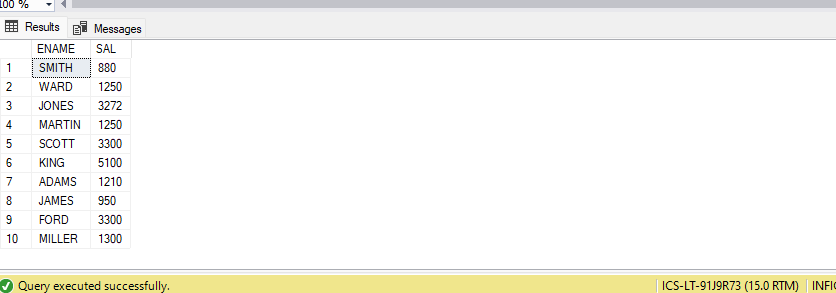 100 %
Results Messages
ENAME SAL
1 SMITH 880
2 WARD 1250
3 JONES 3272
4 MARTIN 1250
5 SCOTT 3300
6 KING 5100
7 ADAMS 1210
8 JAMES 950
9 FORD 3300
10 MILLER 1300
Query executed successfully. ICS-LT-91J9R73 (15.0 RTM) INFI